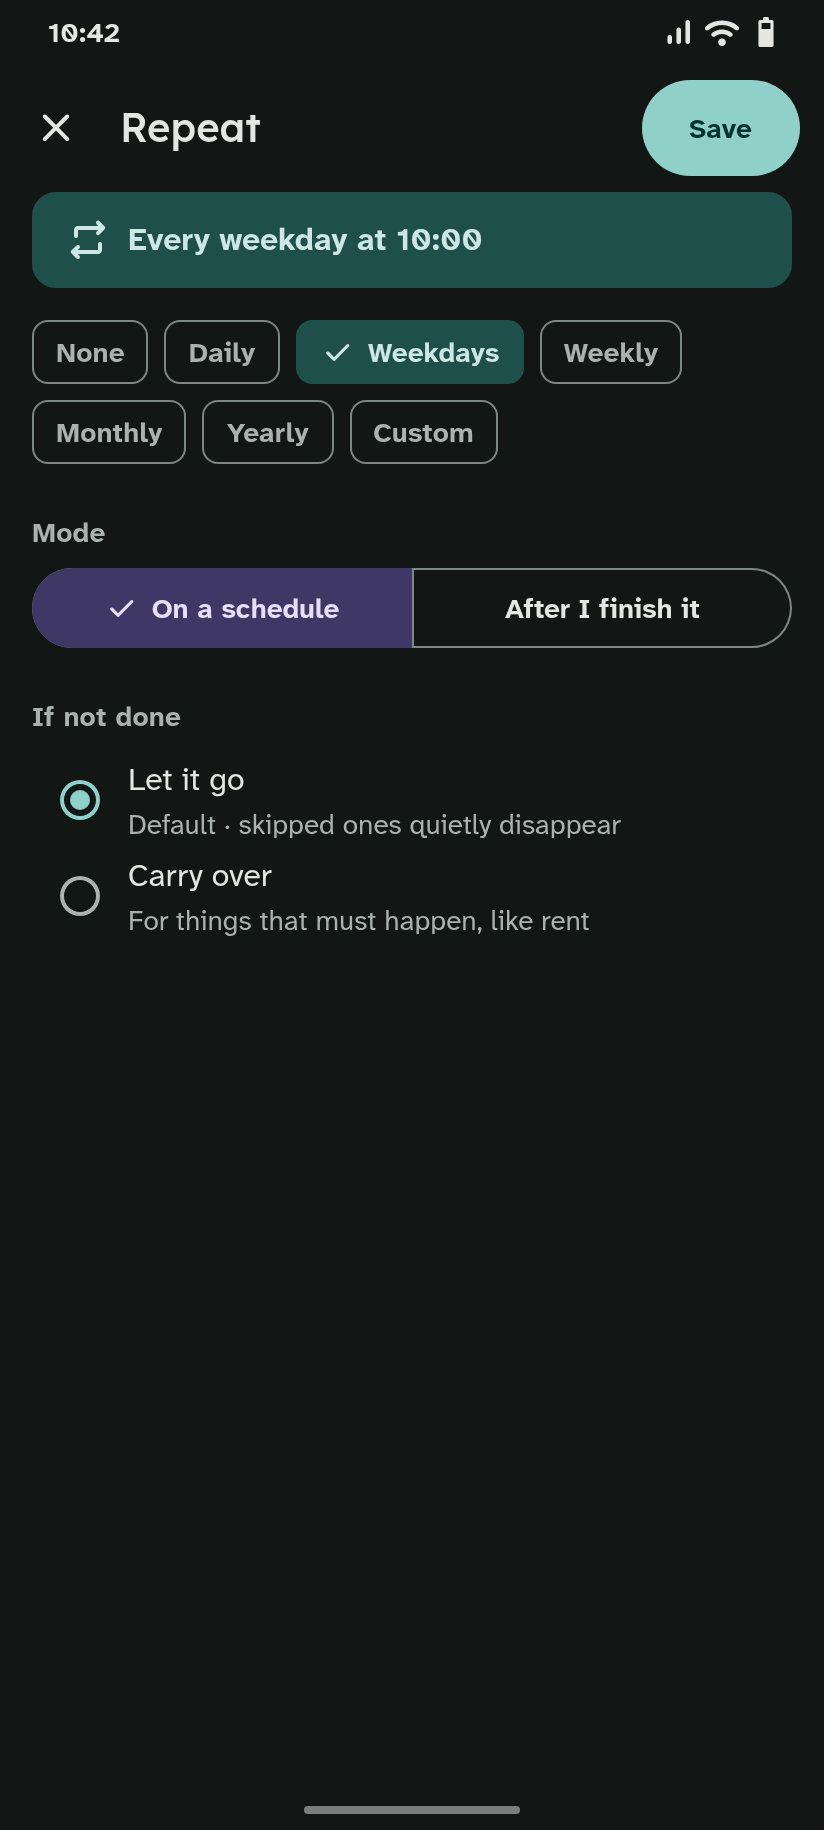 10:42
Repeat
Save
Every weekday at 10:00
None
Daily
Weekdays
Weekly
Monthly
Yearly
Custom
Mode
On a schedule
After I finish it
If not done
Let it go
Default · skipped ones quietly disappear
Carry over
For things that must happen, like rent